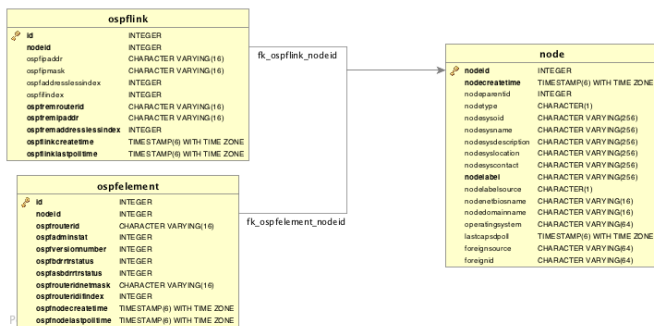 ospflink
id INTEGER
nodeid INTEGER
ospfipaddr CHARACTER VARYING(16)
ospfipmask CHARACTER VARYING(16)
ospfaddresslessindex INTEGER
ospfifindex INTEGER
ospfremrouterid CHARACTER VARYING(16)
ospfremipaddr CHARACTER VARYING(16)
ospfremaddresslessindex INTEGER
ospflinkcreatetime TIMESTAMP(6) WITH TIME ZONE
ospflinklastpolltime TIMESTAMP(6) WITH TIME ZONE
fk_ospflink_nodeid
ospfelement
id INTEGER
nodeid INTEGER
ospfrouterid CHARACTER VARYING(16)
ospfadminstat INTEGER
ospfversionnumber INTEGER
ospfbdrrtrstatus INTEGER
ospfasbdrrtrstatus INTEGER
ospfrouteridnetmask CHARACTER VARYING(16)
ospfrouteridifindex INTEGER
ospfnodecreatetime TIMESTAMP(6) WITH TIME ZONE
ospfnodelastpolltime TIMESTAMP(6) WITH TIME ZONE
fk_ospfelement_nodeid
node
nodeid INTEGER
nodecreatetime TIMESTAMP(6) WITH TIME ZONE
nodeparentid INTEGER
nodetype CHARACTER(1)
nodesysoid CHARACTER VARYING(256)
nodesysname CHARACTER VARYING(256)
nodesysdescription CHARACTER VARYING(256)
nodesyslocation CHARACTER VARYING(256)
nodesyscontact CHARACTER VARYING(256)
nodelabel CHARACTER VARYING(256)
nodelabelsource CHARACTER(1)
nodenetbiosname CHARACTER VARYING(16)
nodedomainname CHARACTER VARYING(16)
operatingsystem CHARACTER VARYING(64)
lastcapsdpoll TIMESTAMP(6) WITH TIME ZONE
foreignsource CHARACTER VARYING(64)
foreignid CHARACTER VARYING(64)